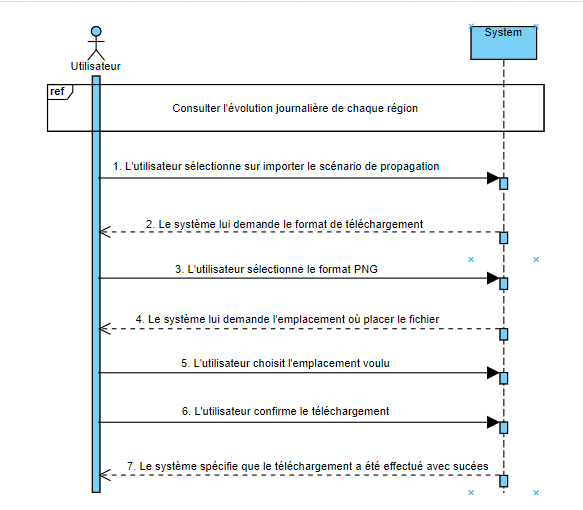 System
Utilisateur
ref
Consulter l'évolution journalière de chaque région
1. L'utilisateur sélectionne sur importer le scénario de propagation
2. Le système lui demande le format de téléchargement
3. L'utilisateur sélectionne le format PNG
4. Le système lui demande l'emplacement où placer le fichier
5. L'utilisateur choisit l'emplacement voulu
6. L'utilisateur confirme le téléchargement
7. Le système spécifie que le téléchargement a été effectué avec sucées